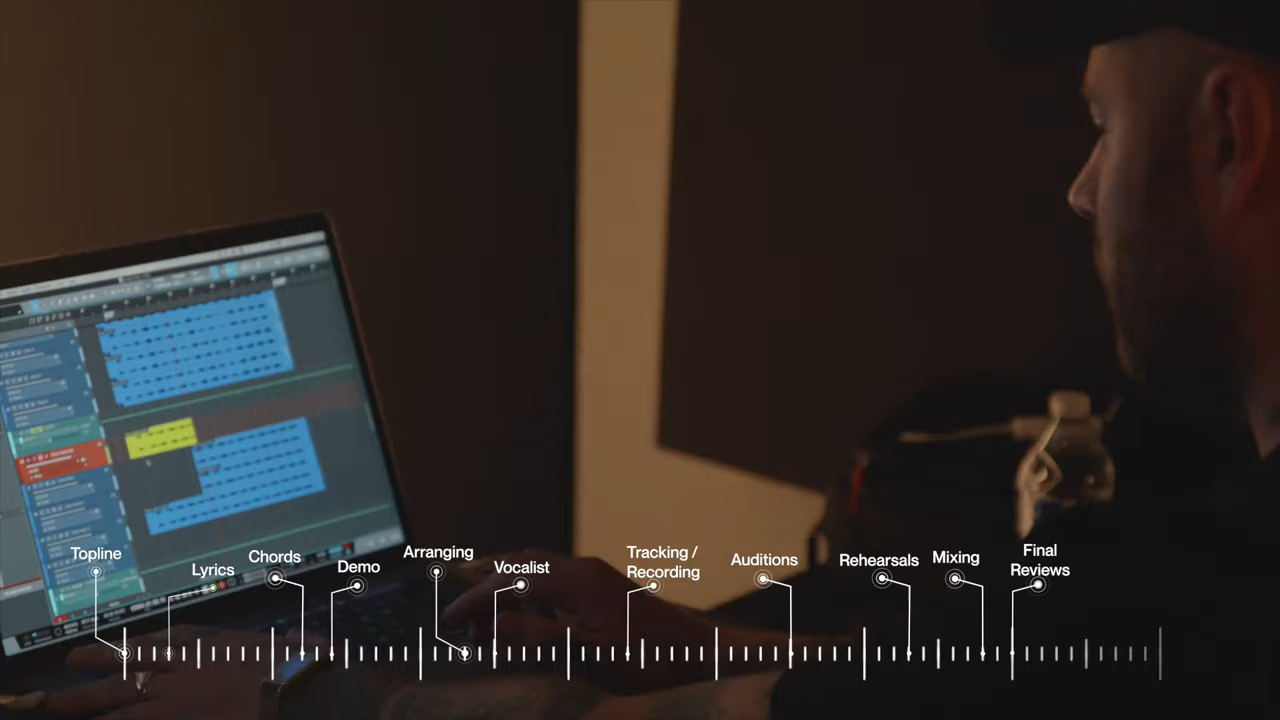 Topline
Lyrics
Chords
Demo
Arranging
Vocalist
Tracking /
Recording
Auditions
Rehearsals
Mixing
Final
Reviews